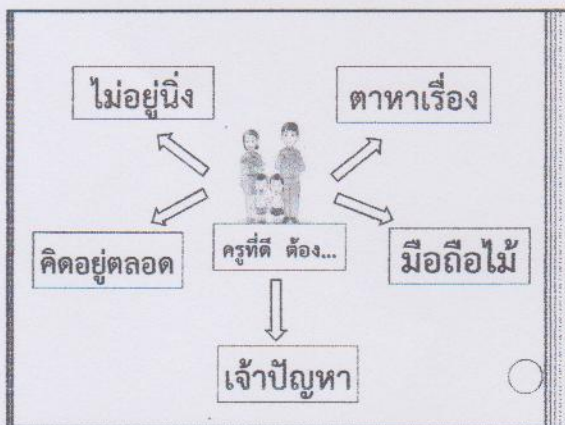 ไม่อยู่นิ่ง
ตาหาเรื่อง
คิดอยู่ตลอด
ครูที่ดี ต้อง...
มือถือไม้
เจ้าปัญหา